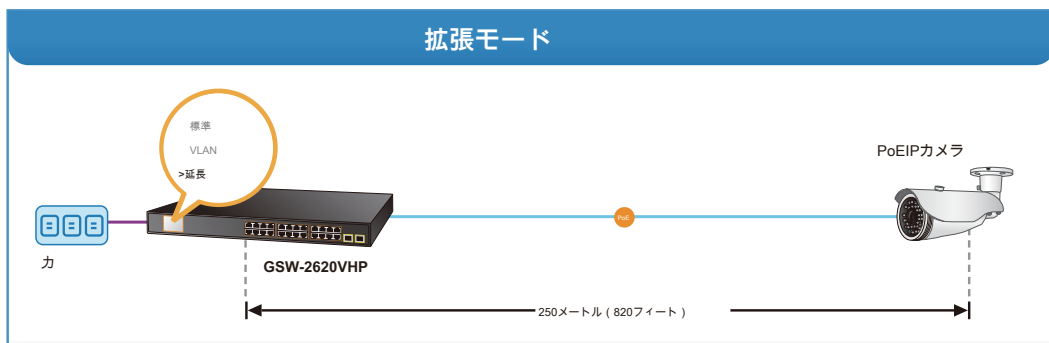 拡張モード
標準
VLAN
>延長
PoEIPカメラ
PoE
力
GSW-2620VHP
250メートル（820フィート）